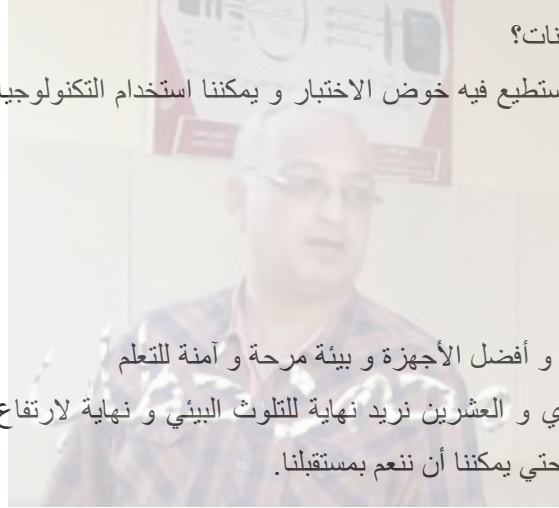 نات؟
ستطيع فيه خوض الاختبار و يمكننا استخدام التكنولوجيا
و أفضل الأجهزة و بيئة مرحة و آمنة للتعلم
ي و العشرين نريد نهاية للتلوث البيئي و نهاية لارتفاع
حتي يمكننا أن ننعم بمستقبلنا.